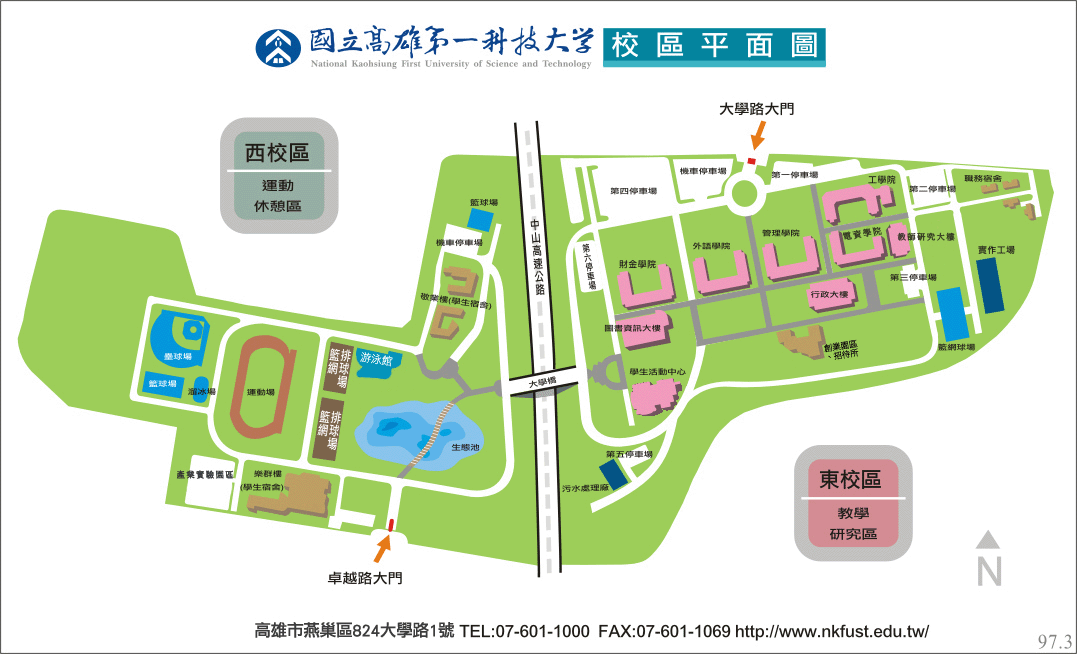 國立高雄第一科技大學 校區平面圖
National Kaohsiung First University of Science and Technology
大學路大門
西校區
運動
休憩區
機車停車場
第一停車場
工學院
職務宿舍
第四停車場
第二停車場
籃球場
中山高速公路
機車停車場
第六停車場
外語學院
管理學院
電資學院
教師研究大樓
實作工場
財金學院
第三停車場
敬業樓(學生宿舍)
行政大樓
圖書資訊大樓
創業園區
、招待所
籃網球場
壘球場
籃網
排球場
游泳館
學生活動中心
大學橋
籃球場
溜冰場
運動場
籃網
排球場
生態池
第五停車場
產業實驗園區
樂群樓
(學生宿舍)
污水處理廠
東校區
教學
研究區
卓越路大門
N
高雄市燕巢區824大學路1號 TEL:07-601-1000 FAX:07-601-1069 http://www.nkfust.edu.tw/
97.3